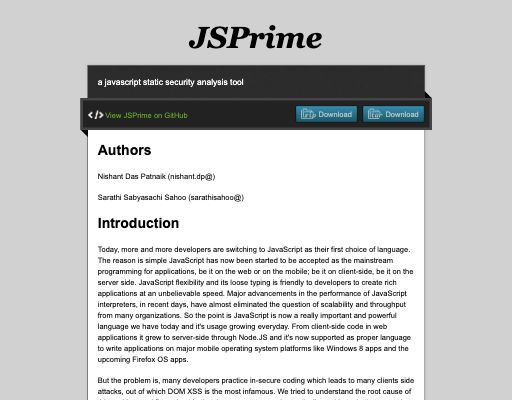 JSPrime
a javascript static security analysis tool
View JSPrime on GitHub
Download
Download
Authors
Nishant Das Patnaik (nishant.dp@)
Sarathi Sabyasachi Sahoo (sarathisahoo@)
Introduction
Today, more and more developers are switching to JavaScript as their first choice of language.
The reason is simple JavaScript has now been started to be accepted as the mainstream
programming for applications, be it on the web or on the mobile; be it on client-side, be it on the
server side. JavaScript flexibility and its loose typing is friendly to developers to create rich
applications at an unbelievable speed. Major advancements in the performance of JavaScript
interpreters, in recent days, have almost eliminated the question of scalability and throughput
from many organizations. So the point is JavaScript is now a really important and powerful
language we have today and it's usage growing everyday. From client-side code in web
applications it grew to server-side through Node.JS and it's now supported as proper language
to write applications on major mobile operating system platforms like Windows 8 apps and the
upcoming Firefox OS apps.
But the problem is, many developers practice in-secure coding which leads to many clients side
attacks, out of which DOM XSS is the most infamous. We tried to understand the root cause of